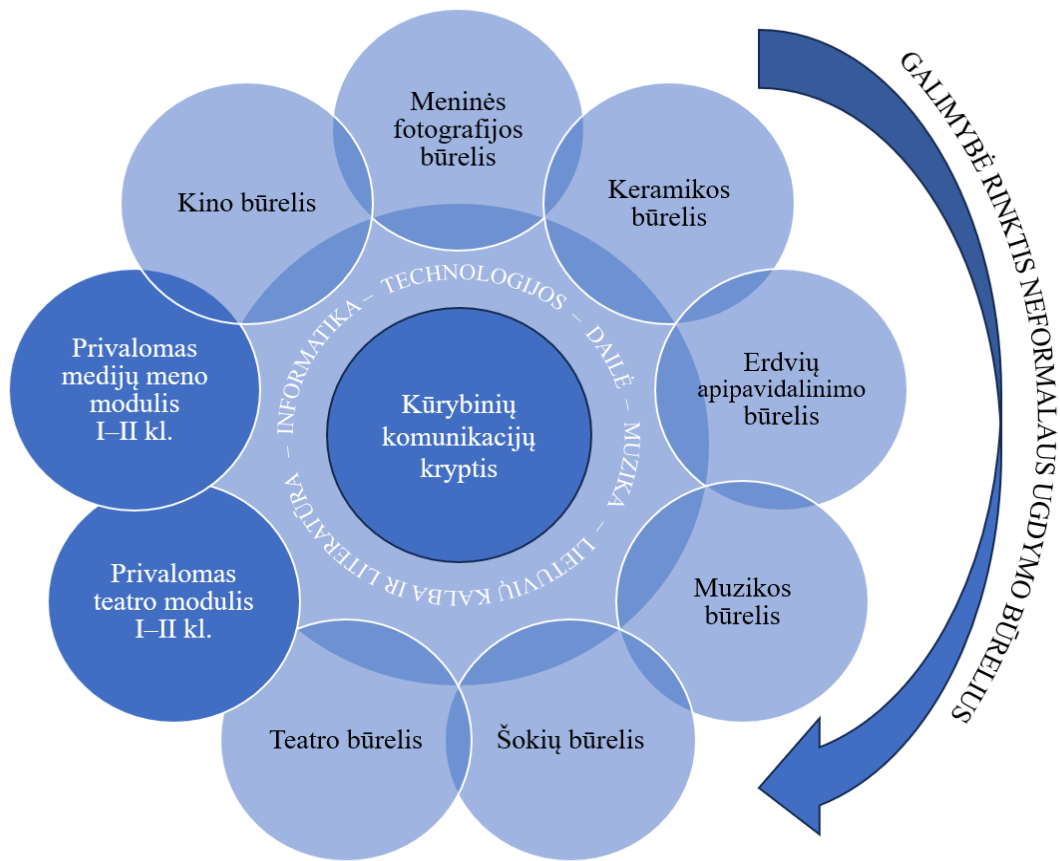 Meninės
fotografijos
būrelis
Keramikos
būrelis
Erdvių
apipavidalinimo
būrelis
Muzikos
būrelis
Šokių būrelis
Teatro būrelis
Privalomas
teatro modulis
I–II kl.
Privalomas
medijų meno
modulis
I–II kl.
Kino būrelis
– INFORMATIKA – TECHNOLOGIJOS – DAILĖ – MUZIKA – LIETUVIŲ KALBA IR LITERATŪRA
Kūrybinių
komunikacijų
kryptis
GALIMYBĖ RINKTIS NEFORMALAUS UGDYMO BŪRELIUS